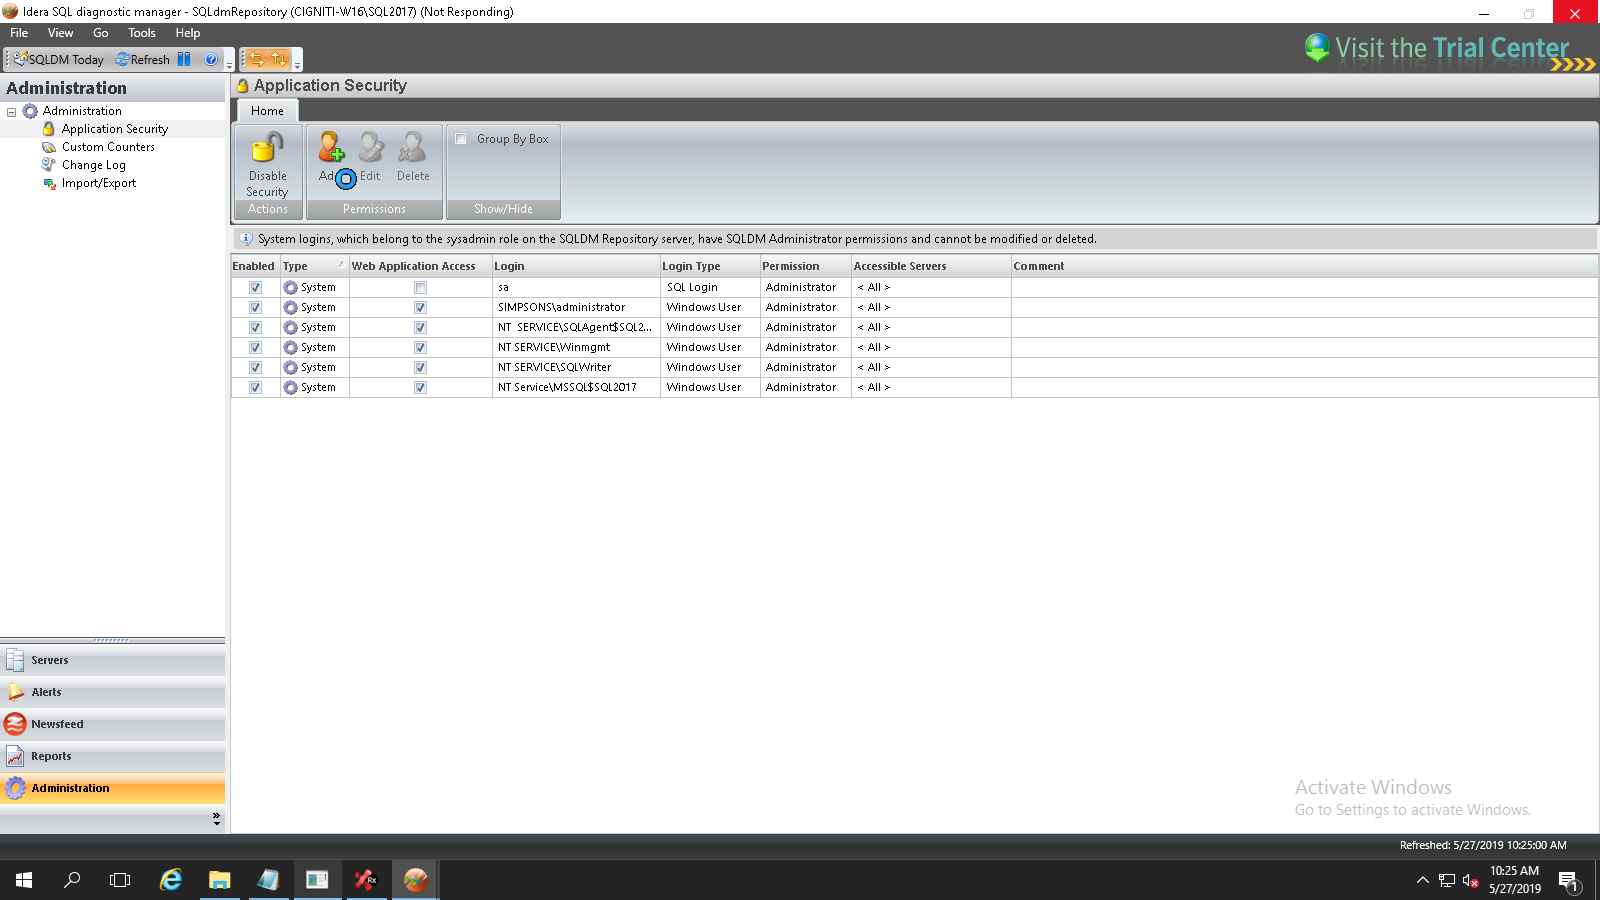 Idera SQL diagnostic manager - SQLdmRepository (CIGNITI-W16\SQL2017) (Not Responding)
File View Go Tools Help
SQLDM Today Refresh
Visit the Trial Center
Administration
Administration
Application Security
Custom Counters
Change Log
Import/Export
Servers
Alerts
Newsfeed
Reports
Administration
Application Security
Home
Disable Security
Actions
Edit Delete
Permissions
Group By Box
Show/Hide
System logins, which belong to the sysadmin role on the SQLDM Repository server, have SQLDM Administrator permissions and cannot be modified or deleted.
Enabled Type Web Application Access Login Login Type Permission Accessible Servers Comment
System sa SQL Login Administrator < All >
System SIMPSONS\administrator Windows User Administrator < All >
System NT SERVICE\SQLAgent$SQL2... Windows User Administrator < All >
System NT SERVICE\Winmgmt Windows User Administrator < All >
System NT SERVICE\SQLWriter Windows User Administrator < All >
System NT Service\MSSQL$SQL2017 Windows User Administrator < All >
Activate Windows
Go to Settings to activate Windows.
Refreshed: 5/27/2019 10:25:00 AM
Rx
10:25 AM
5/27/2019
1